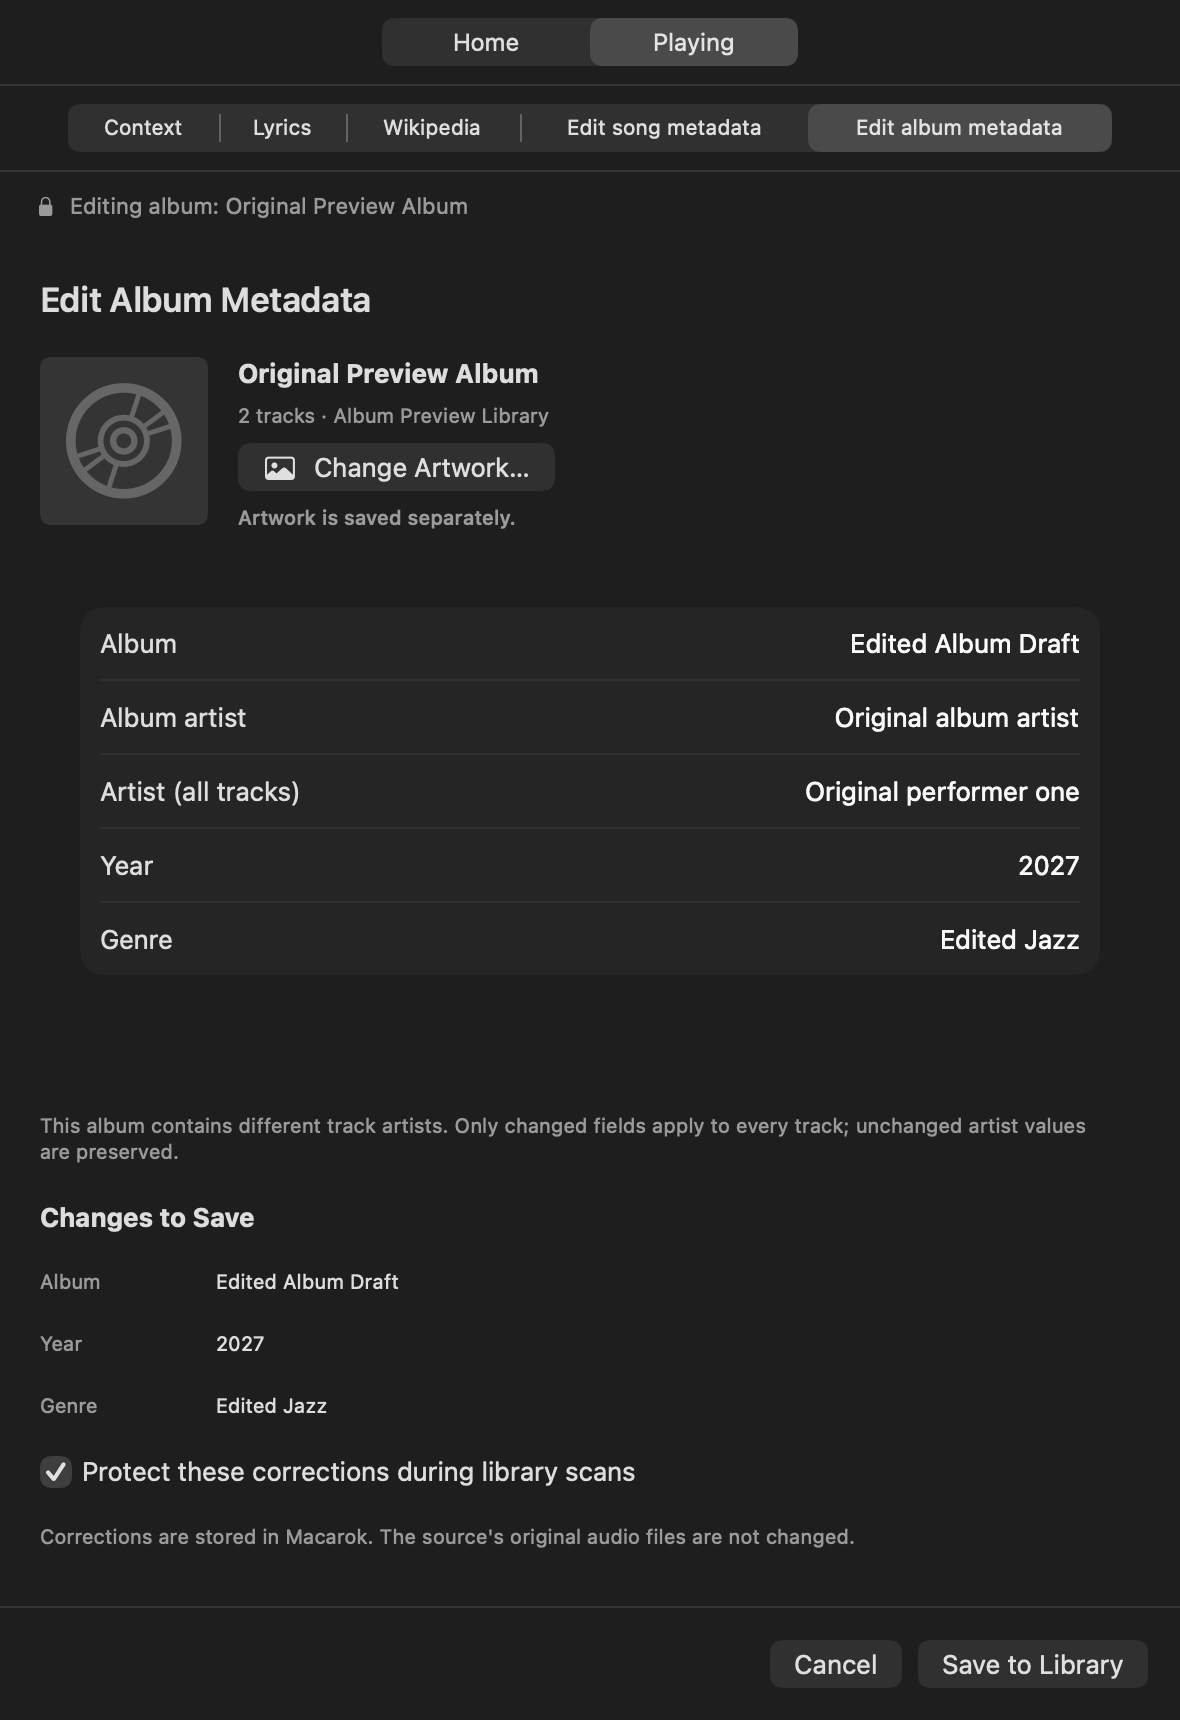 Home Playing
Context Lyrics Wikipedia Edit song metadata Edit album metadata
Editing album: Original Preview Album
Edit Album Metadata
Original Preview Album
2 tracks · Album Preview Library
Change Artwork...
Artwork is saved separately.
Album Edited Album Draft
Album artist Original album artist
Artist (all tracks) Original performer one
Year 2027
Genre Edited Jazz
This album contains different track artists. Only changed fields apply to every track; unchanged artist values
are preserved.
Changes to Save
Album Edited Album Draft
Year 2027
Genre Edited Jazz
Protect these corrections during library scans
Corrections are stored in Macarok. The source's original audio files are not changed.
Cancel Save to Library